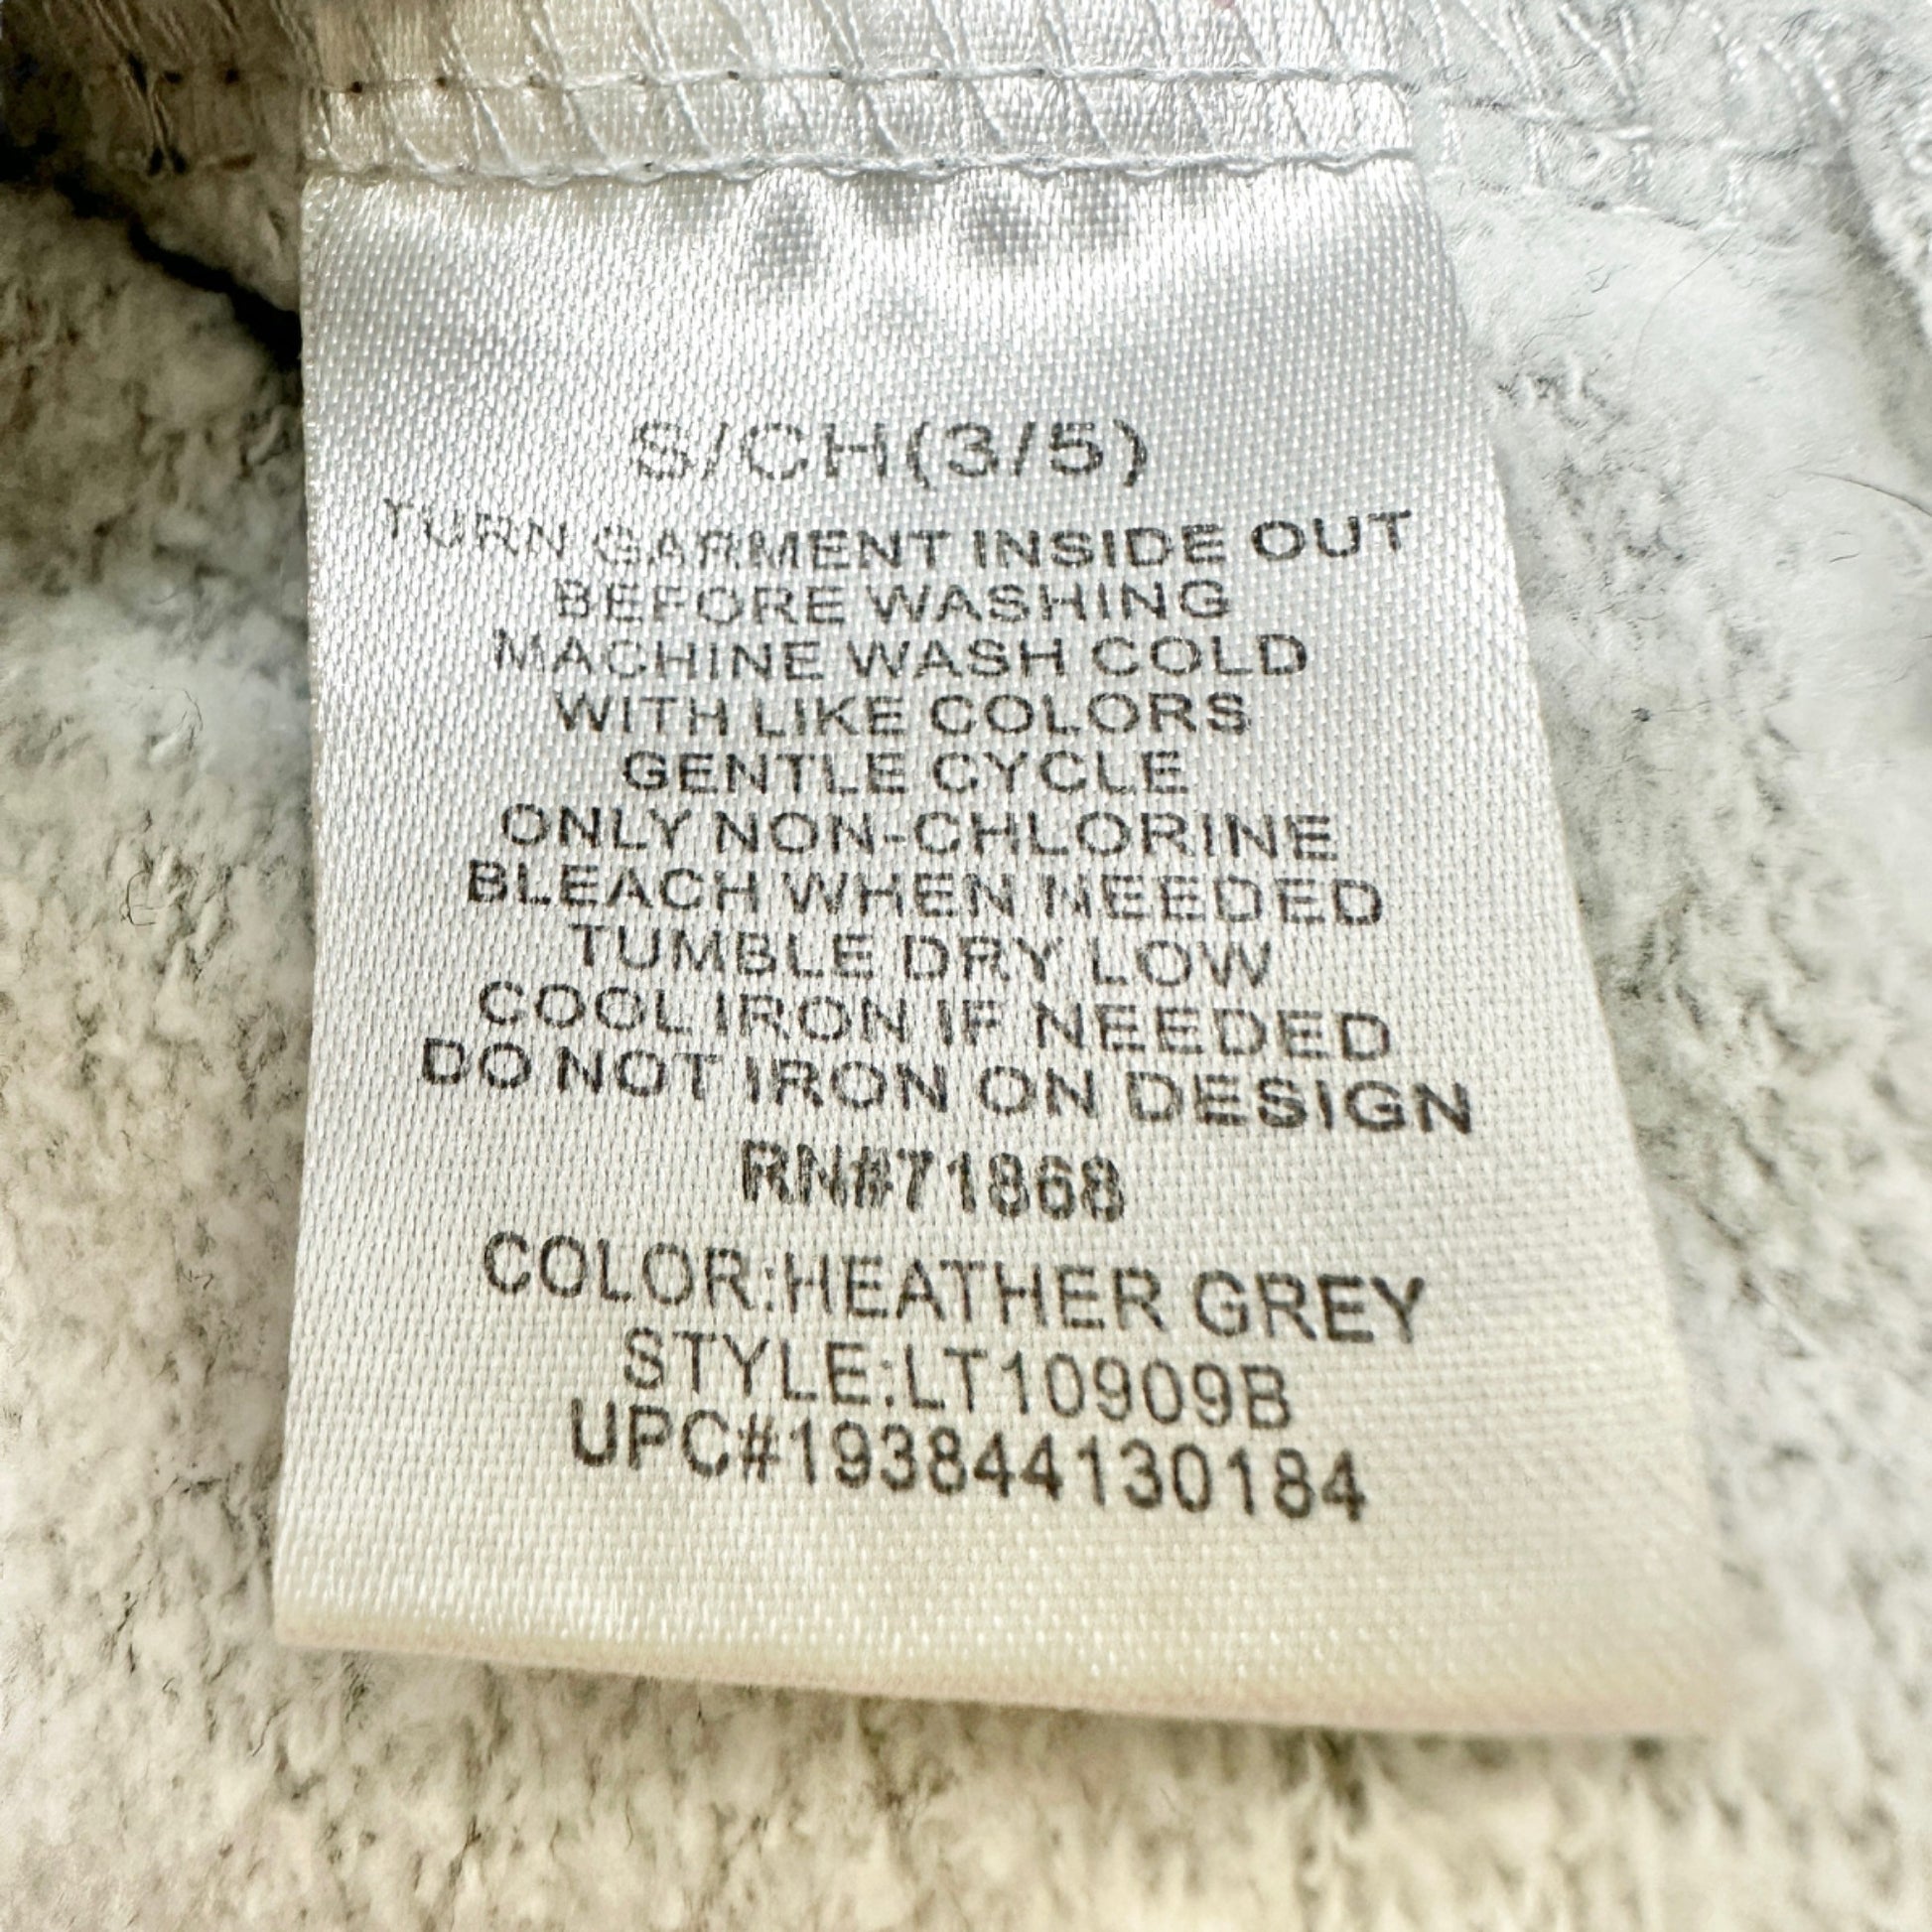 S/CH(3/5)
TURN GARMENT INSIDE OUT
BEFORE WASHING
MACHINE WASH COLD
WITH LIKE COLORS
GENTLE CYCLE
ONLY NON-CHLORINE
BLEACH WHEN NEEDED
TUMBLE DRY LOW
COOL IRON IF NEEDED
DO NOT IRON ON DESIGN
RN#71868
COLOR:HEATHER GREY
STYLE:LT10909B
UPC#193844130184